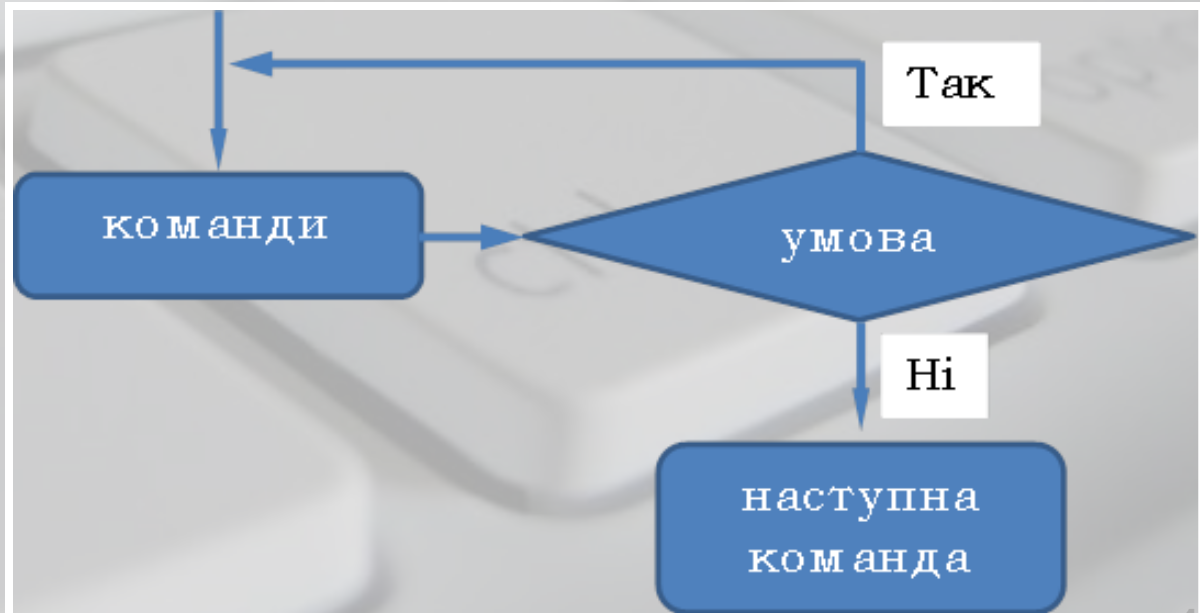 Так
команди
умова
Ні
наступна
команда